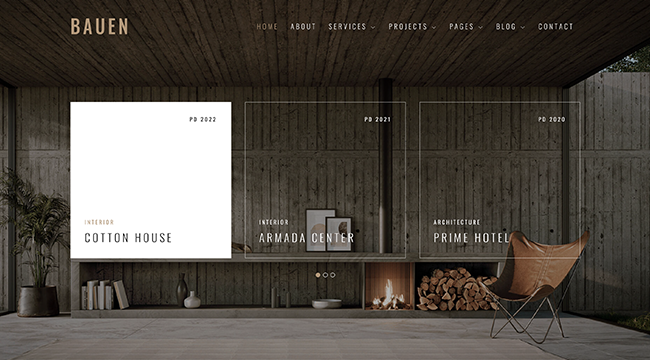 BAUEN
HOME ABOUT SERVICES PROJECTS PAGES BLOG CONTACT
PD 2022
INTERIOR
COTTON HOUSE
PD 2021
INTERIOR
ARMADA CENTER
PD 2020
ARCHITECTURE
PRIME HOTEL